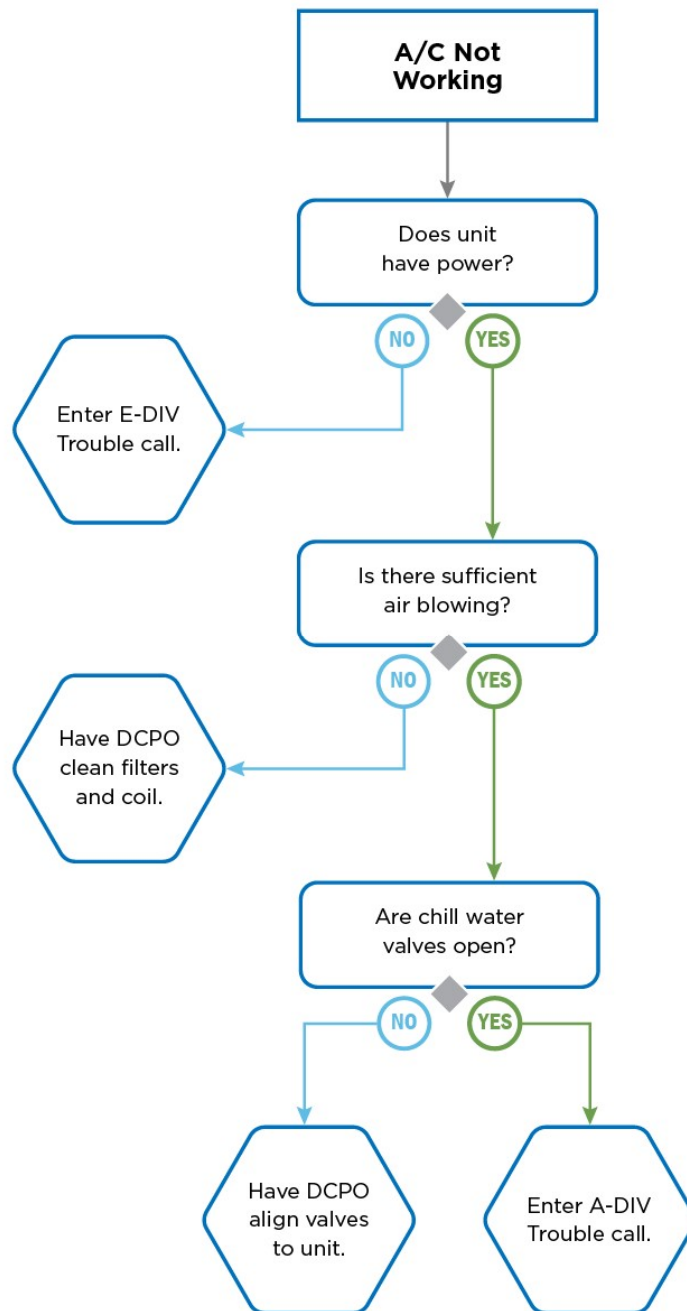 A/C Not
Working
Does unit
have power?
NO
YES
Enter E-DIV
Trouble call.
Is there sufficient
air blowing?
NO
YES
Have DCPO
clean filters
and coil.
Are chill water
valves open?
NO
YES
Have DCPO
align valves
to unit.
Enter A-DIV
Trouble call.